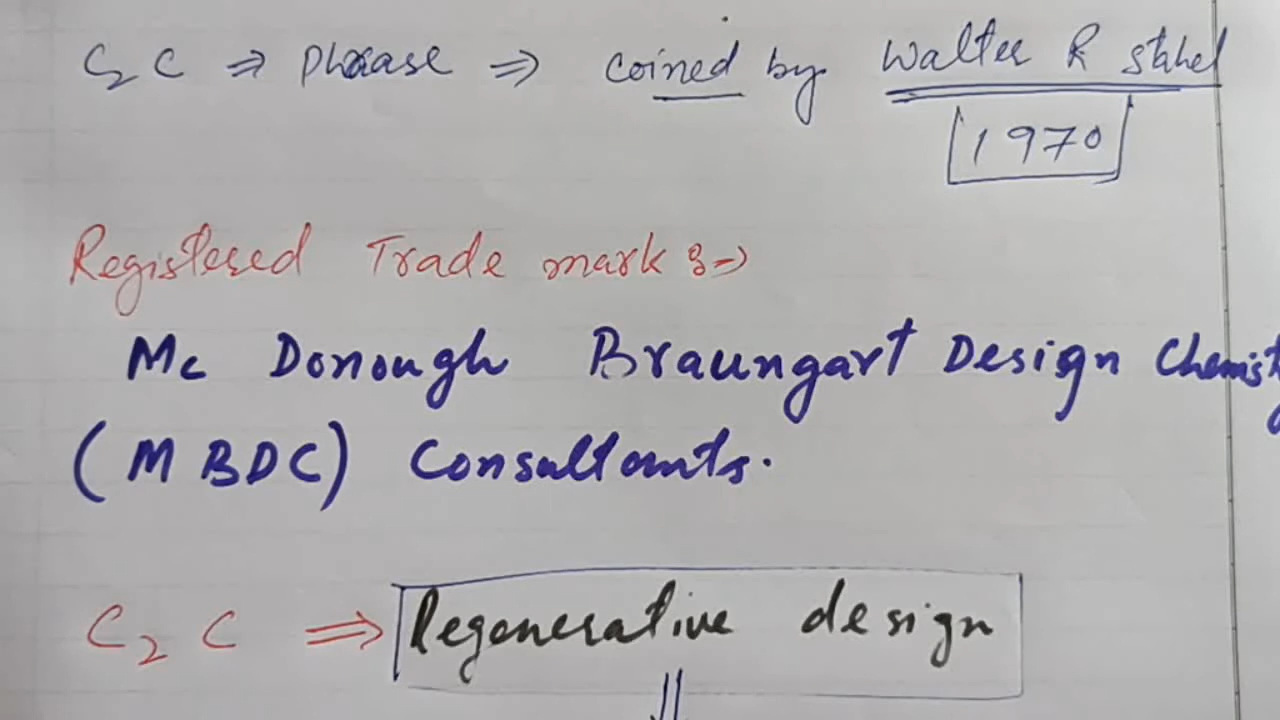 C2C ⇒ phrase ⇒ coined by Walter R Stahel
1970
Registered Trade mark :→
Mc Donough Braungart Design Chemist
(MBDC) Consultants.
C2C ⇒ Regenerative design